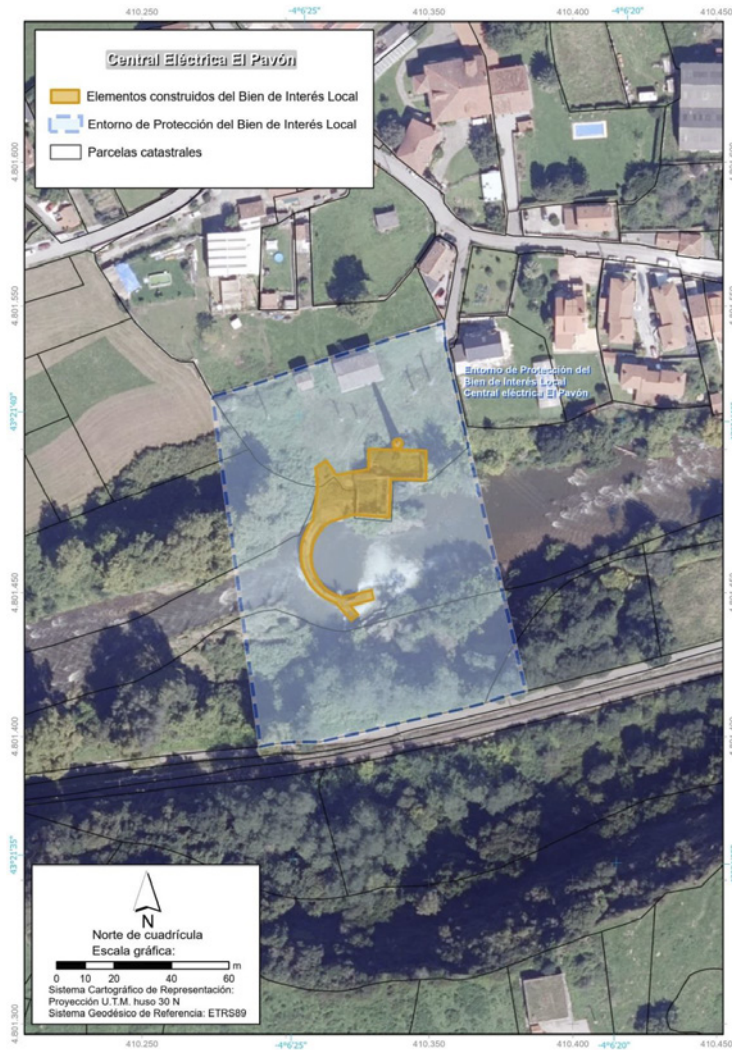 410.250
-4°6'25"
410.350
410.400
-4°6'20"
410.450
Central Eléctrica El Pavón
Elementos construidos del Bien de Interés Local
Entorno de Protección del Bien de Interés Local
Parcelas catastrales
4.801.600
4.801.550
43°21'40"
Entorno de Protección del
Bien de Interés Local
Central eléctrica El Pavón
4.801.450
4.801.450
4.801.400
43°21'35"
N
Norte de cuadrícula
Escala gráfica:
0 10 20 40 60 m
Sistema Cartográfico de Representación:
Proyección U.T.M. huso 30 N
Sistema Geodésico de Referencia: ETRS89
4.801.300
410.250
-4°6'25"
410.350
410.400
-4°6'20"
410.450